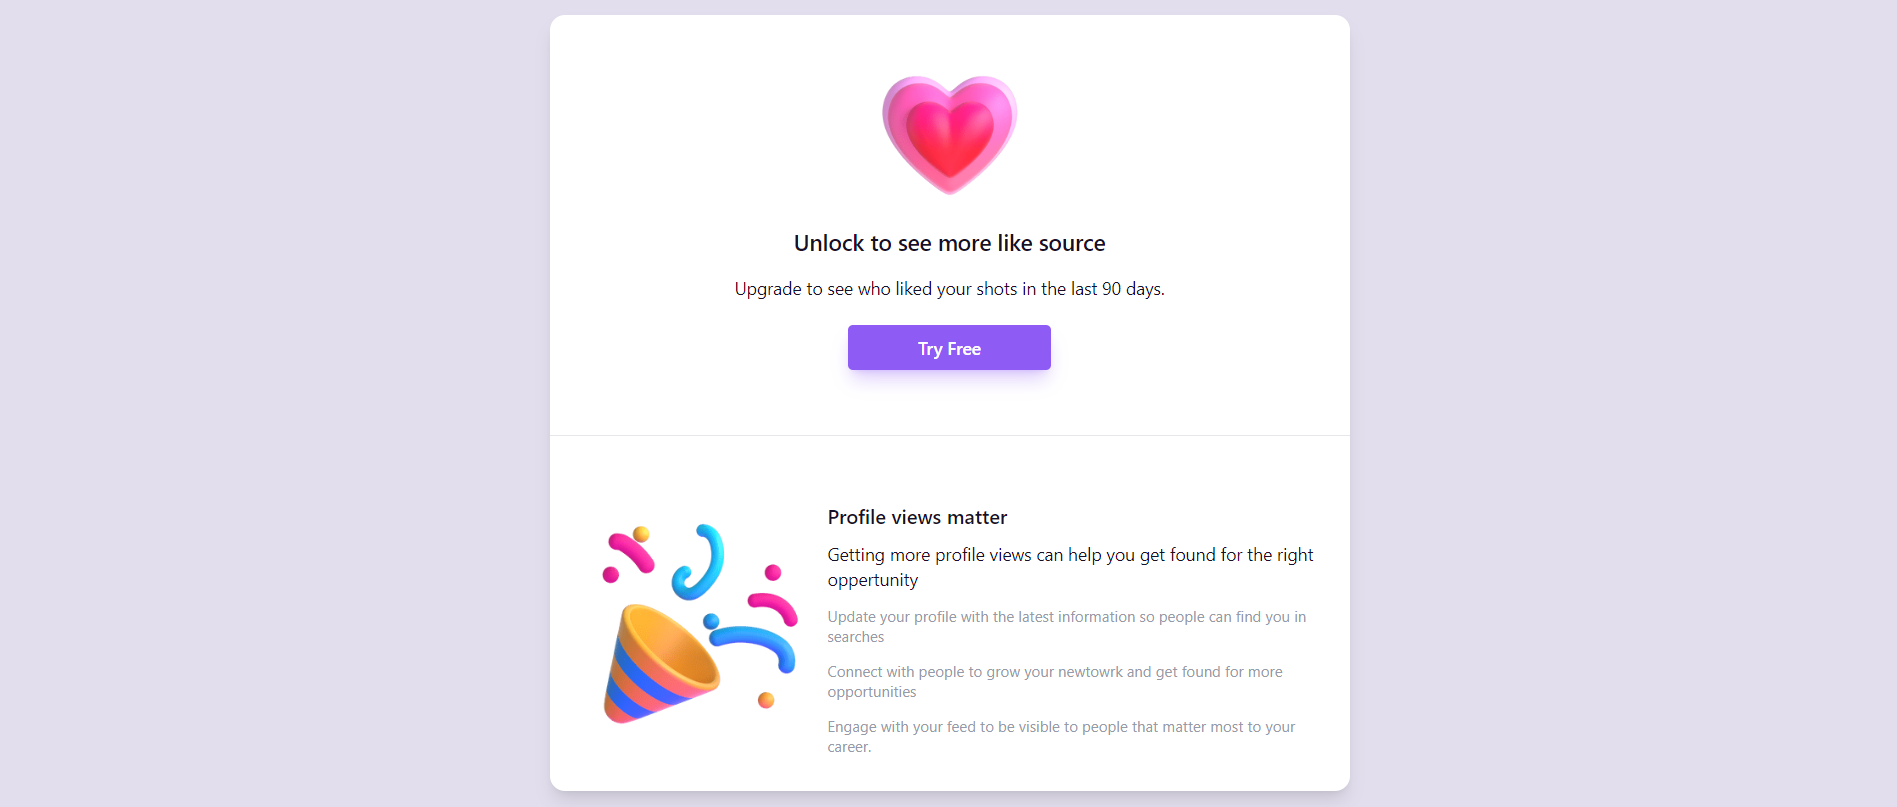 Unlock to see more like source
Upgrade to see who liked your shots in the last 90 days.
Try Free
Profile views matter
Getting more profile views can help you get found for the right
oppertunity
Update your profile with the latest information so people can find you in
searches
Connect with people to grow your newtowrk and get found for more
opportunities
Engage with your feed to be visible to people that matter most to your
career.